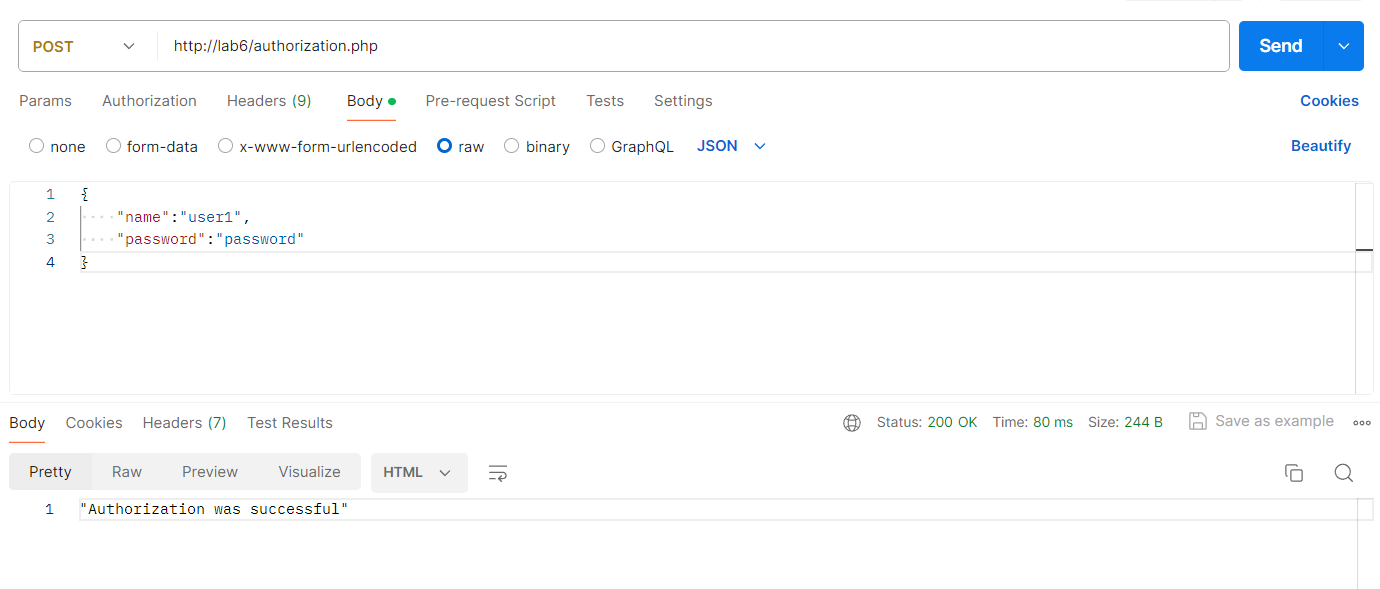 POST http://lab6/authorization.php Send
Params Authorization Headers (9) Body Pre-request Script Tests Settings Cookies
none form-data x-www-form-urlencoded raw binary GraphQL JSON Beautify
1 {
2 ····"name":"user1",
3 ····"password":"password"
4 }
Body Cookies Headers (7) Test Results Status: 200 OK Time: 80 ms Size: 244 B Save as example
Pretty Raw Preview Visualize HTML
1 "Authorization was successful"